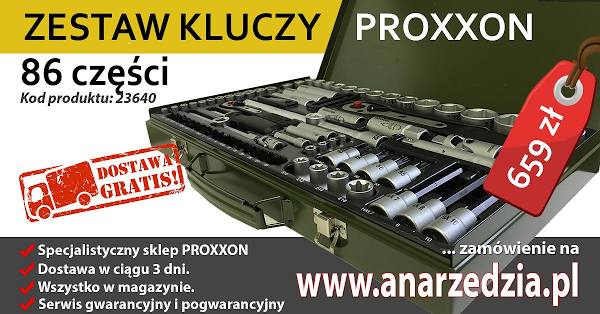 ZESTAW KLUCZY PROXXON
86 części
Kod produktu: 23640
659 zł
DOSTAWA
GRATIS!
Specjalistyczny sklep PROXXON
Dostawa w ciągu 3 dni.
Wszystko w magazynie.
Serwis gwarancyjny i pogwarancyjny
... zamówienie na
www.anarzedzia.pl